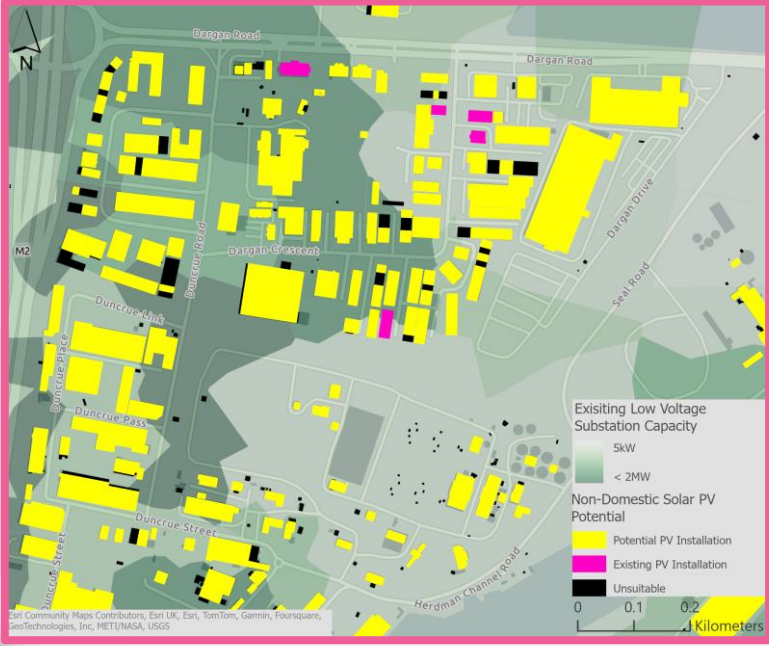 Dargan Road
Dargan Road
N
Dargan Drive
M2
Duncrue Road
Dargan Crescent
Seal Road
Duncrue Link
Duncrue Place
Duncrue Pass
Duncrue Street
Duncrue Street
Herdman Channel Road
Exisiting Low Voltage
Substation Capacity
5kW
< 2MW
Non-Domestic Solar PV
Potential
Potential PV Installation
Existing PV Installation
Unsuitable
0 0.1 0.2
Kilometers
Esri Community Maps Contributors, Esri UK, Esri, TomTom, Garmin, Foursquare,
GeoTechnologies, Inc, METI/NASA, USGS